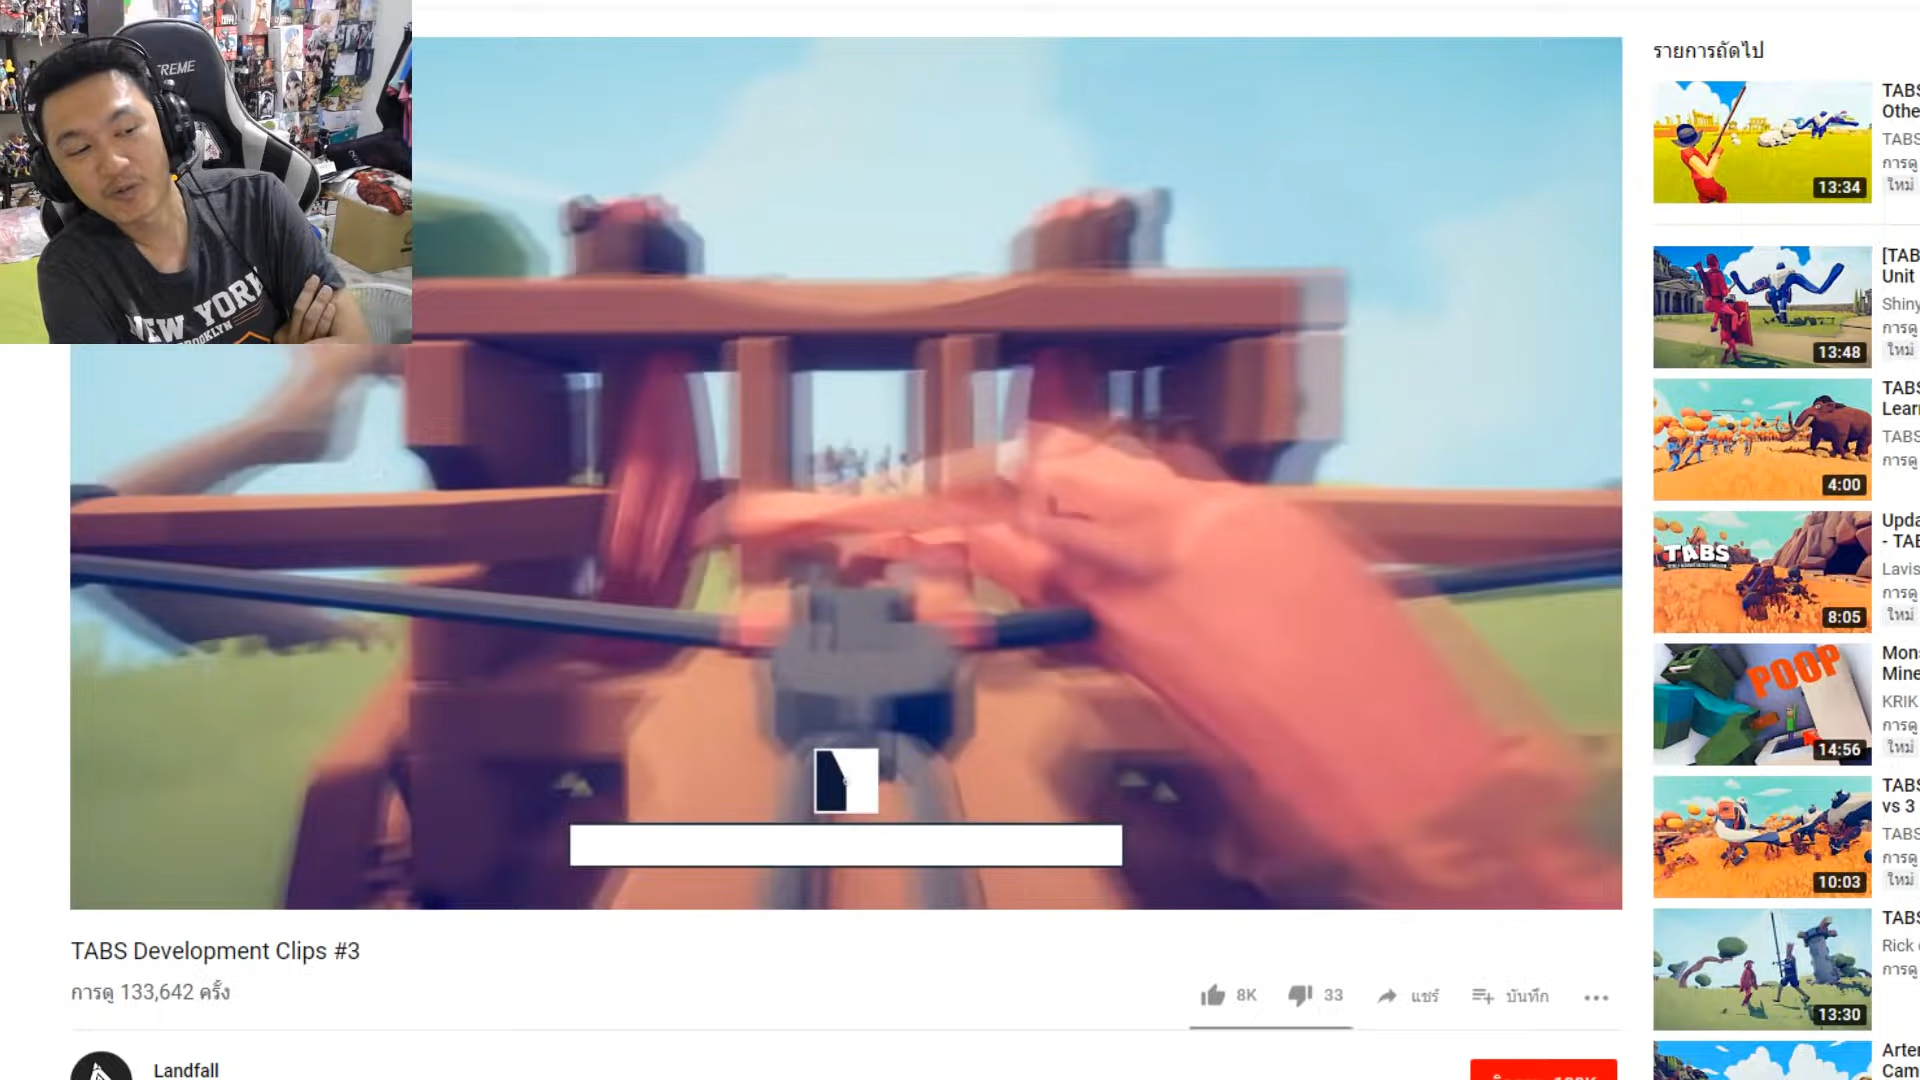 TREME
NEW YORK
BROOKLYN
TABS Development Clips #3
การดู 133,642 ครั้ง
8K
33
แชร์
บันทึก
Landfall
รายการถัดไป
TABS
Othe
TABS
การดู
ใหม่
13:34
[TAB
Unit
Shiny
การดู
ใหม่
13:48
TABS
Lear
TABS
การดู
4:00
TABS
Upda
- TAB
Lavis
การดู
ใหม่
8:05
POOP
Mons
Mine
KRIK
การดู
ใหม่
14:56
TABS
vs 3
TABS
การดู
ใหม่
10:03
TABS
Rick
การดู
13:30
Arte
Cam